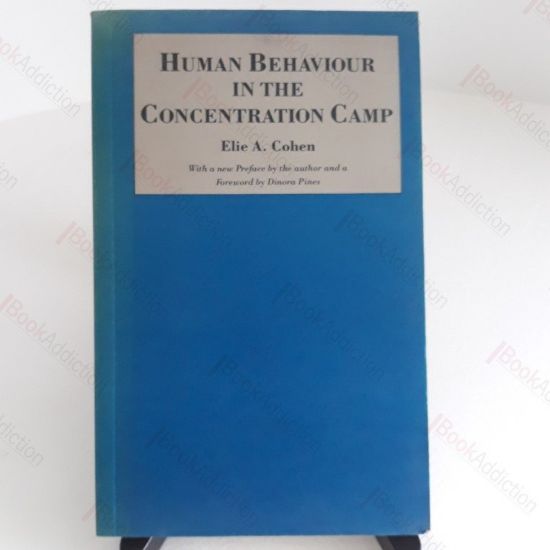 HUMAN BEHAVIOUR
IN THE
CONCENTRATION CAMP
Elie A. Cohen
With a new Preface by the author and a
Foreword by Dinora Pines
BookAddiction